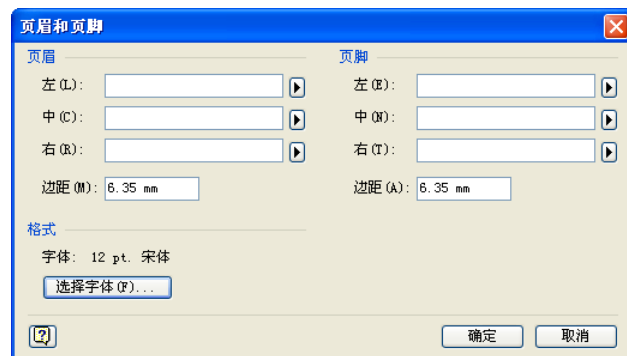 页眉和页脚
页眉
左(L):
中(C):
右(R):
边距(M): 6.35 mm
页脚
左(E):
中(N):
右(T):
边距(A): 6.35 mm
格式
字体: 12 pt. 宋体
选择字体(F)...
确定
取消